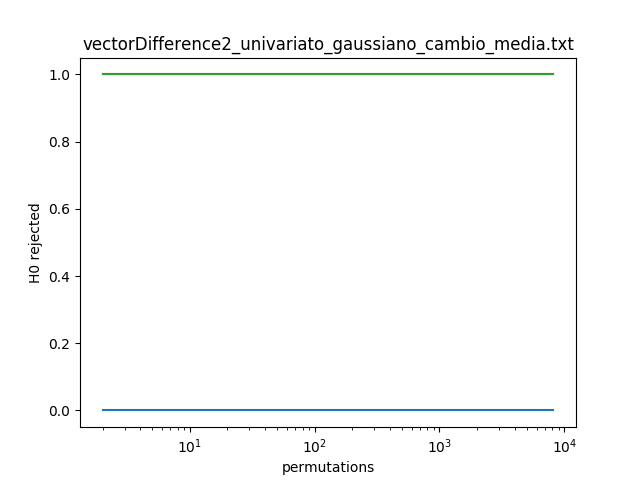 vectorDifference2_univariato_gaussiano_cambio_media.txt
1.0
0.8
0.6
0.4
0.2
0.0
H0 rejected
10¹ 10² 10³ 10⁴
permutations